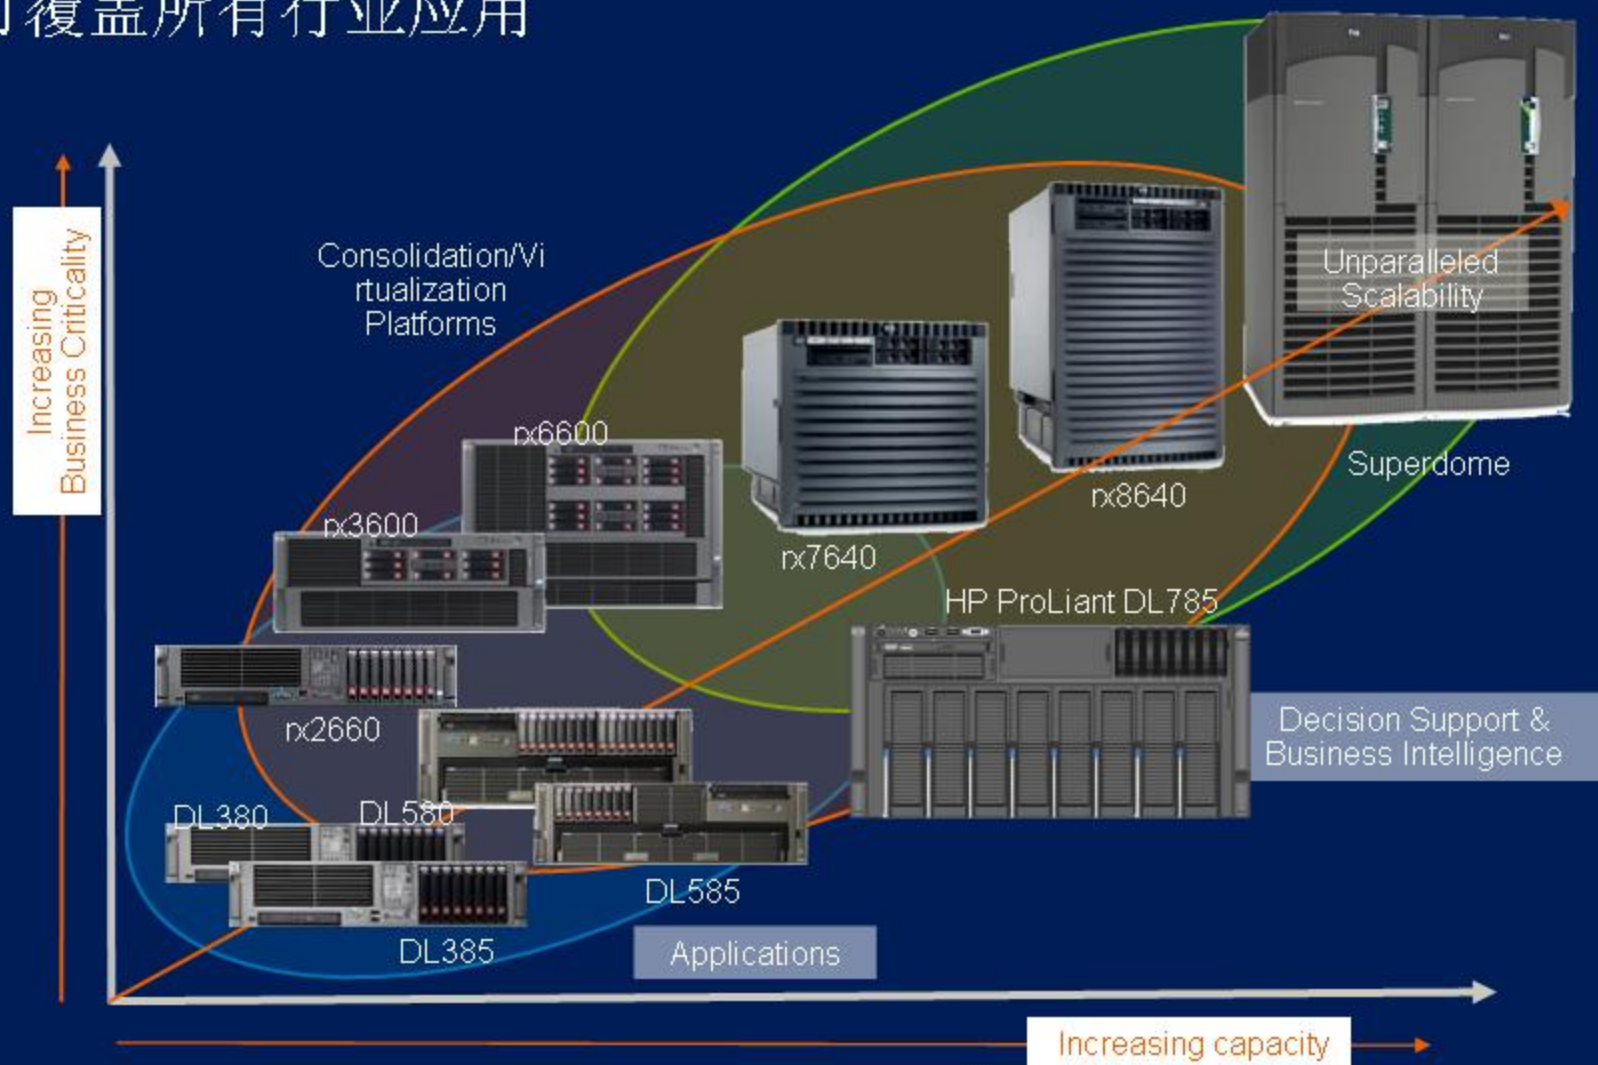 覆盖所有行业应用
Increasing
Business Criticality
Consolidation/Vi
rtualization
Platforms
Unparalleled
Scalability
rx6600
Superdome
rx8640
rx3600
rx7640
HP ProLiant DL785
rx2660
Decision Support &
Business Intelligence
DL380
DL580
DL585
DL385
Applications
Increasing capacity